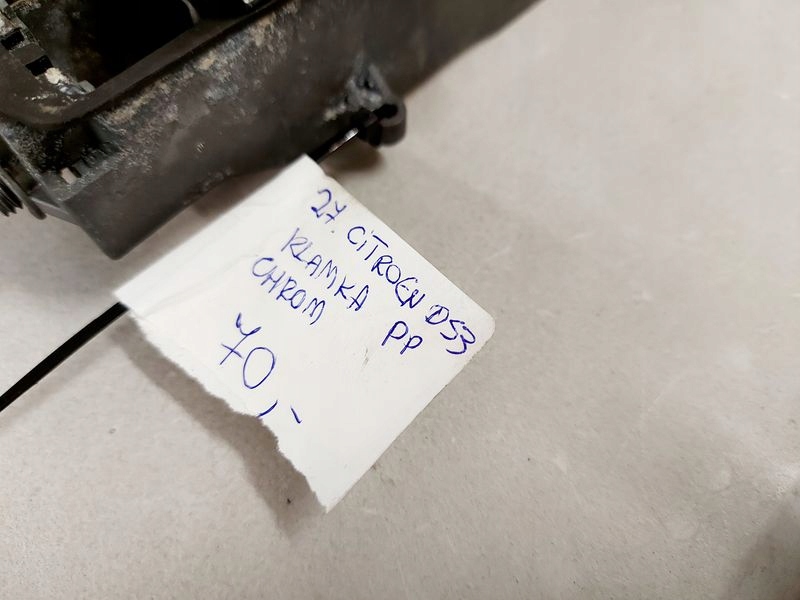 27. CITROEN DS3
KLAMKA PP
CHROM
70,-